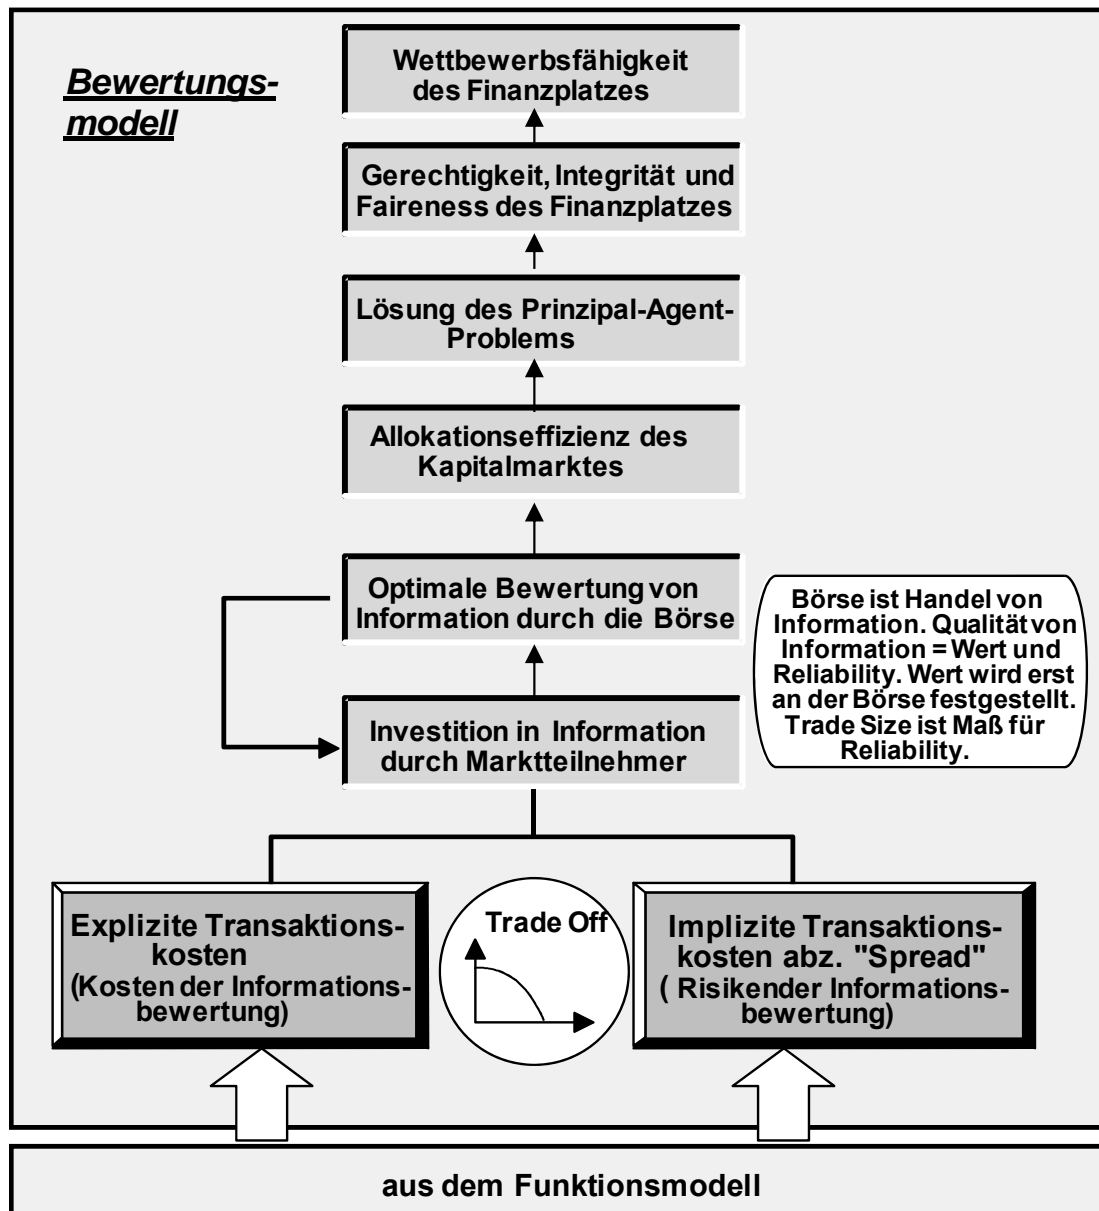 Bewertungs-
modell
Wettbewerbsfähigkeit
des Finanzplatzes
Gerechtigkeit, Integrität und
Faireness des Finanzplatzes
Lösung des Prinzipal-Agent-
Problems
Allokationseffizienz des
Kapitalmarktes
Optimale Bewertung von
Information durch die Börse
Börse ist Handel von
Information. Qualität von
Information = Wert und
Reliability. Wert wird erst
an der Börse festgestellt.
Trade Size ist Maß für
Reliability.
Investition in Information
durch Marktteilnehmer
Explizite Transaktions-
kosten
(Kosten der Informations-
bewertung)
Trade Off
Implizite Transaktions-
kosten abz. "Spread"
( Risikender Informations-
bewertung)
aus dem Funktionsmodell